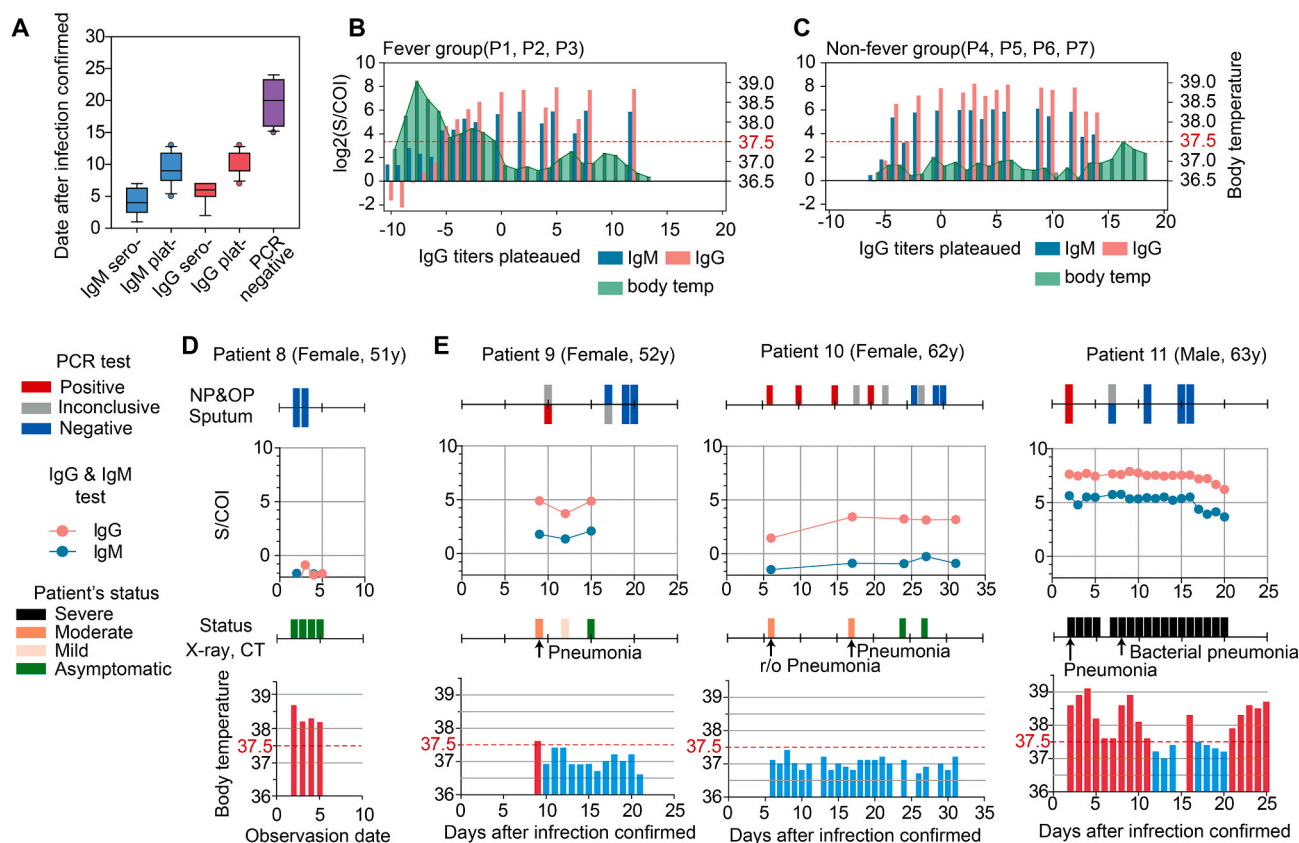 A
Date after infection confirmed
30
20
10
0
IgM sero-
IgM plat-
IgG sero-
IgG plat-
PCR
negative
B
Fever group(P1, P2, P3)
log2(S/COI)
10
8
6
4
2
0
-2
39.0
38.5
38.0
37.5
37.0
36.5
-10 -5 0 5 10 15 20
IgG titers plateaued
IgM IgG
body temp
C
Non-fever group(P4, P5, P6, P7)
10
8
6
4
2
0
-2
39.0
38.5
38.0
37.5
37.0
36.5
Body temperature
-10 -5 0 5 10 15 20
IgG titers plateaued
IgM IgG
body temp
PCR test
Positive
Inconclusive
Negative
IgG & IgM
test
IgG
IgM
Patient's status
Severe
Moderate
Mild
Asymptomatic
D
Patient 8 (Female, 51y)
NP&OP
Sputum
S/COI
10
5
0
0 5 10
Status
X-ray, CT
Body temperature
39
38
37.5
37
36
0 10
Observasion date
E
Patient 9 (Female, 52y)
10
5
0
0 5 10 15 20 25
Pneumonia
39
38
37.5
37
36
0 5 10 15 20 25
Days after infrection confirmed
Patient 10 (Female, 62y)
10
5
0
0 5 10 15 20 25 30 35
r/o Pneumonia
Pneumonia
39
38
37.5
37
36
0 5 10 15 20 25 30 35
Days after infrection confirmed
Patient 11 (Male, 63y)
10
5
0
0 5 10 15 20 25
Pneumonia
Bacterial pneumonia
39
38
37.5
37
36
0 5 10 15 20 25
Days after infrection confirmed